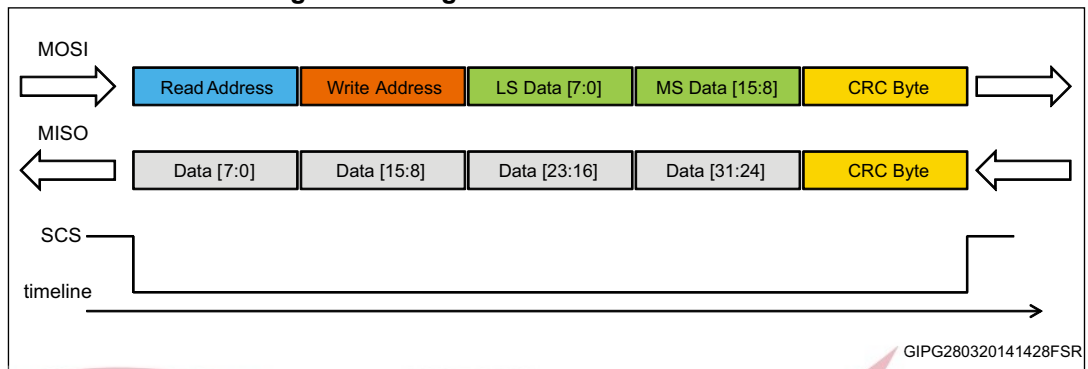 MOSI
Read Address Write Address LS Data [7:0] MS Data [15:8] CRC Byte
MISO
Data [7:0] Data [15:8] Data [23:16] Data [31:24] CRC Byte
SCS
timeline
GIPG280320141428FSR